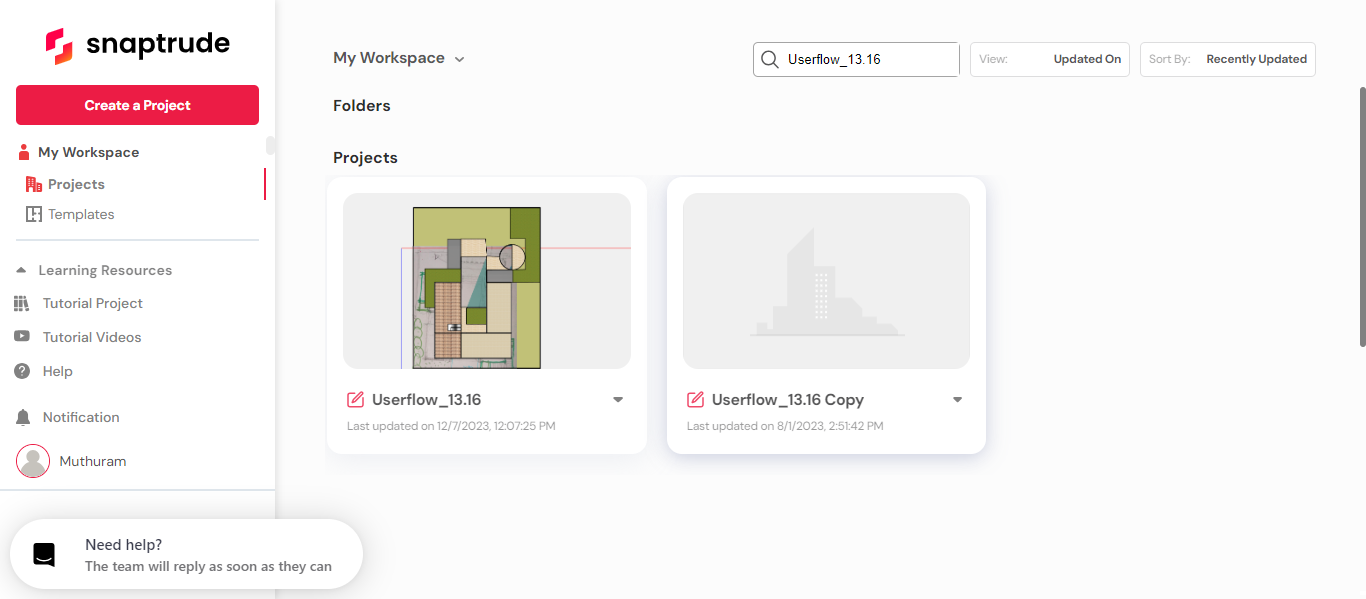 snaptrude
Create a Project
My Workspace
Projects
Templates
Learning Resources
Tutorial Project
Tutorial Videos
Help
Notification
Muthuram
Need help?
The team will reply as soon as they can
My Workspace
Userflow_13.16
View: Updated On
Sort By: Recently Updated
Folders
Projects
Userflow_13.16
Last updated on 12/7/2023, 12:07:25 PM
Userflow_13.16 Copy
Last updated on 8/1/2023, 2:51:42 PM